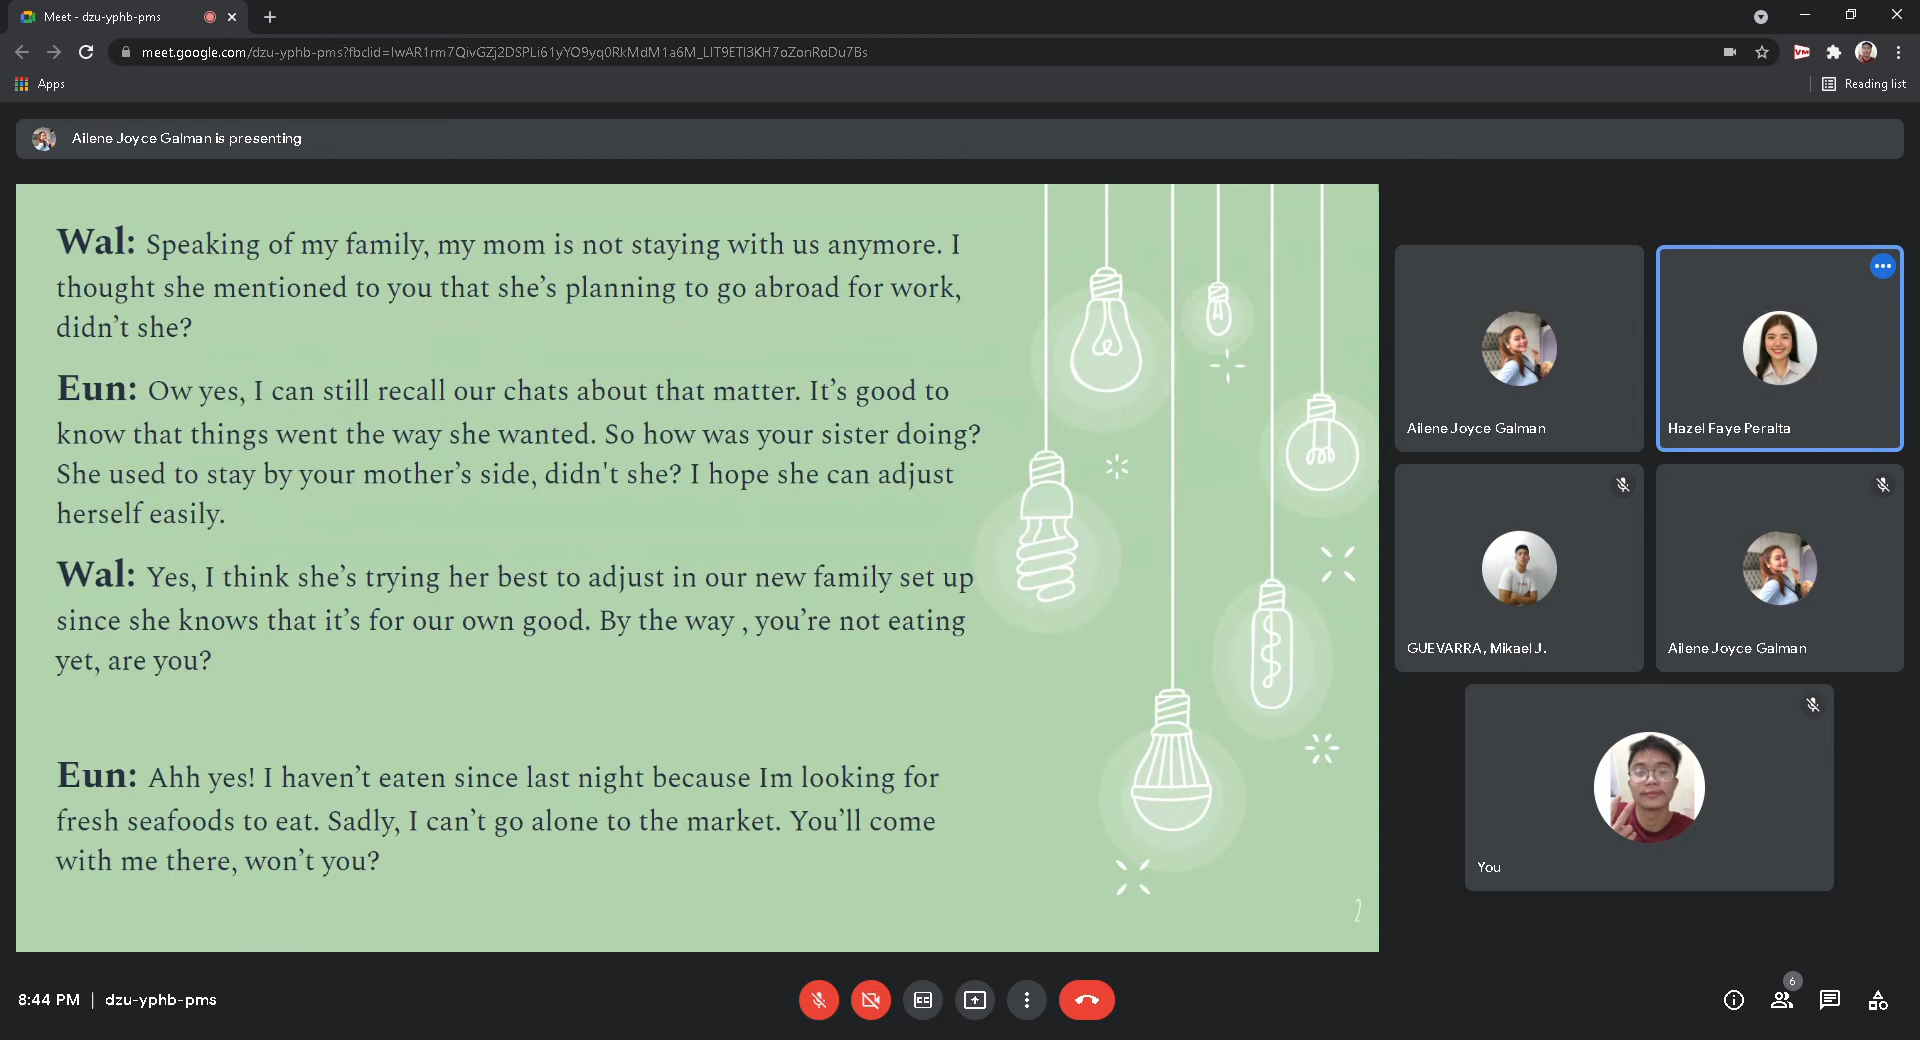 Meet - dzu-yphb-pms
meet.google.com/dzu-yphb-pms?fbclid=IwAR1rm7QivGZj2DSPLi61yYO9yq0RkMdM1a6M_LIT9ETl3KH7oZonRoDu7Bs
VM
Apps
Reading list
Ailene Joyce Galman is presenting
Wal: Speaking of my family, my mom is not staying with us anymore. I
thought she mentioned to you that she's planning to go abroad for work,
didn't she?
Eun: Ow yes, I can still recall our chats about that matter. It's good to
know that things went the way she wanted. So how was your sister doing?
She used to stay by your mother's side, didn't she? I hope she can adjust
herself easily.
Wal: Yes, I think she's trying her best to adjust in our new family set up
since she knows that it's for our own good. By the way , you're not eating
yet, are you?
Eun: Ahh yes! I haven't eaten since last night because Im looking for
fresh seafoods to eat. Sadly, I can't go alone to the market. You'll come
with me there, won't you?
2
Ailene Joyce Galman
Hazel Faye Peralta
GUEVARRA, Mikael J.
Ailene Joyce Galman
You
8:44 PM | dzu-yphb-pms
6